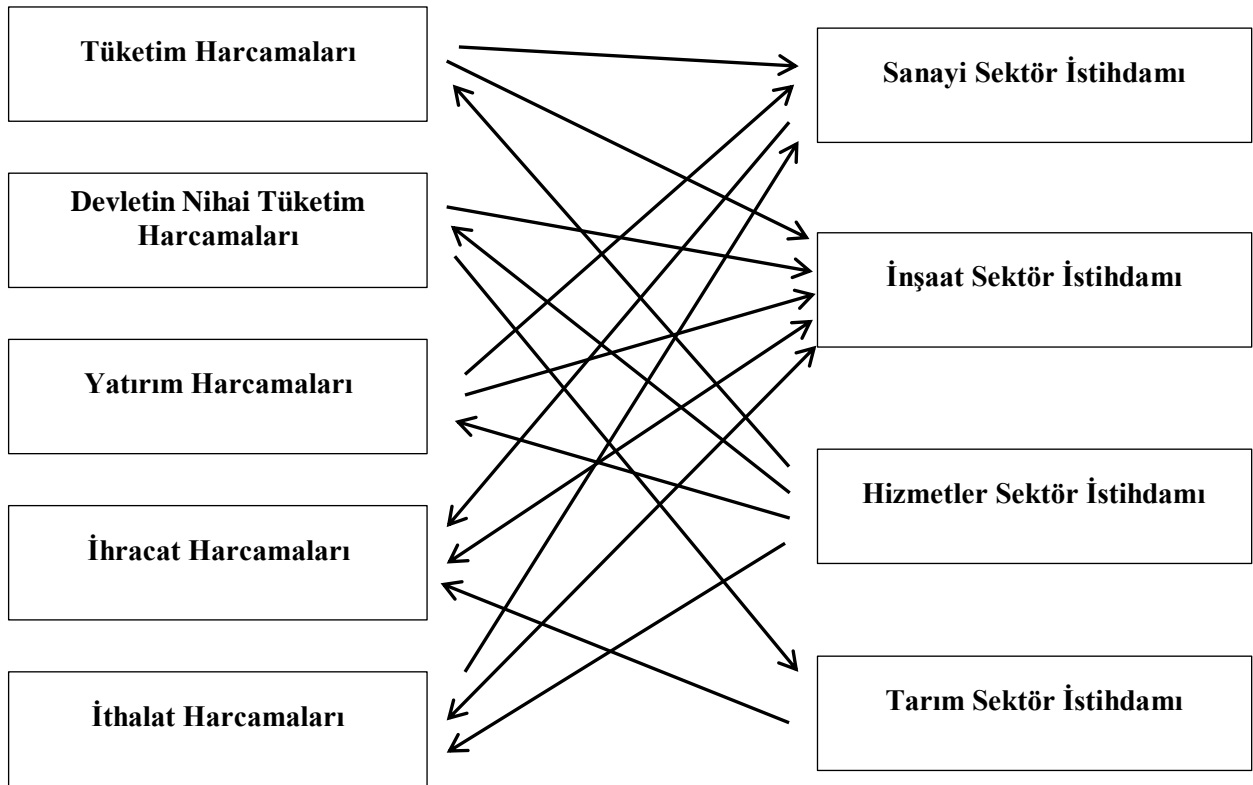 Tüketim Harcamaları
Devletin Nihai Tüketim
Harcamaları
Yatırım Harcamaları
İhracat Harcamaları
İthalat Harcamaları
Sanayi Sektör İstihdamı
İnşaat Sektör İstihdamı
Hizmetler Sektör İstihdamı
Tarım Sektör İstihdamı